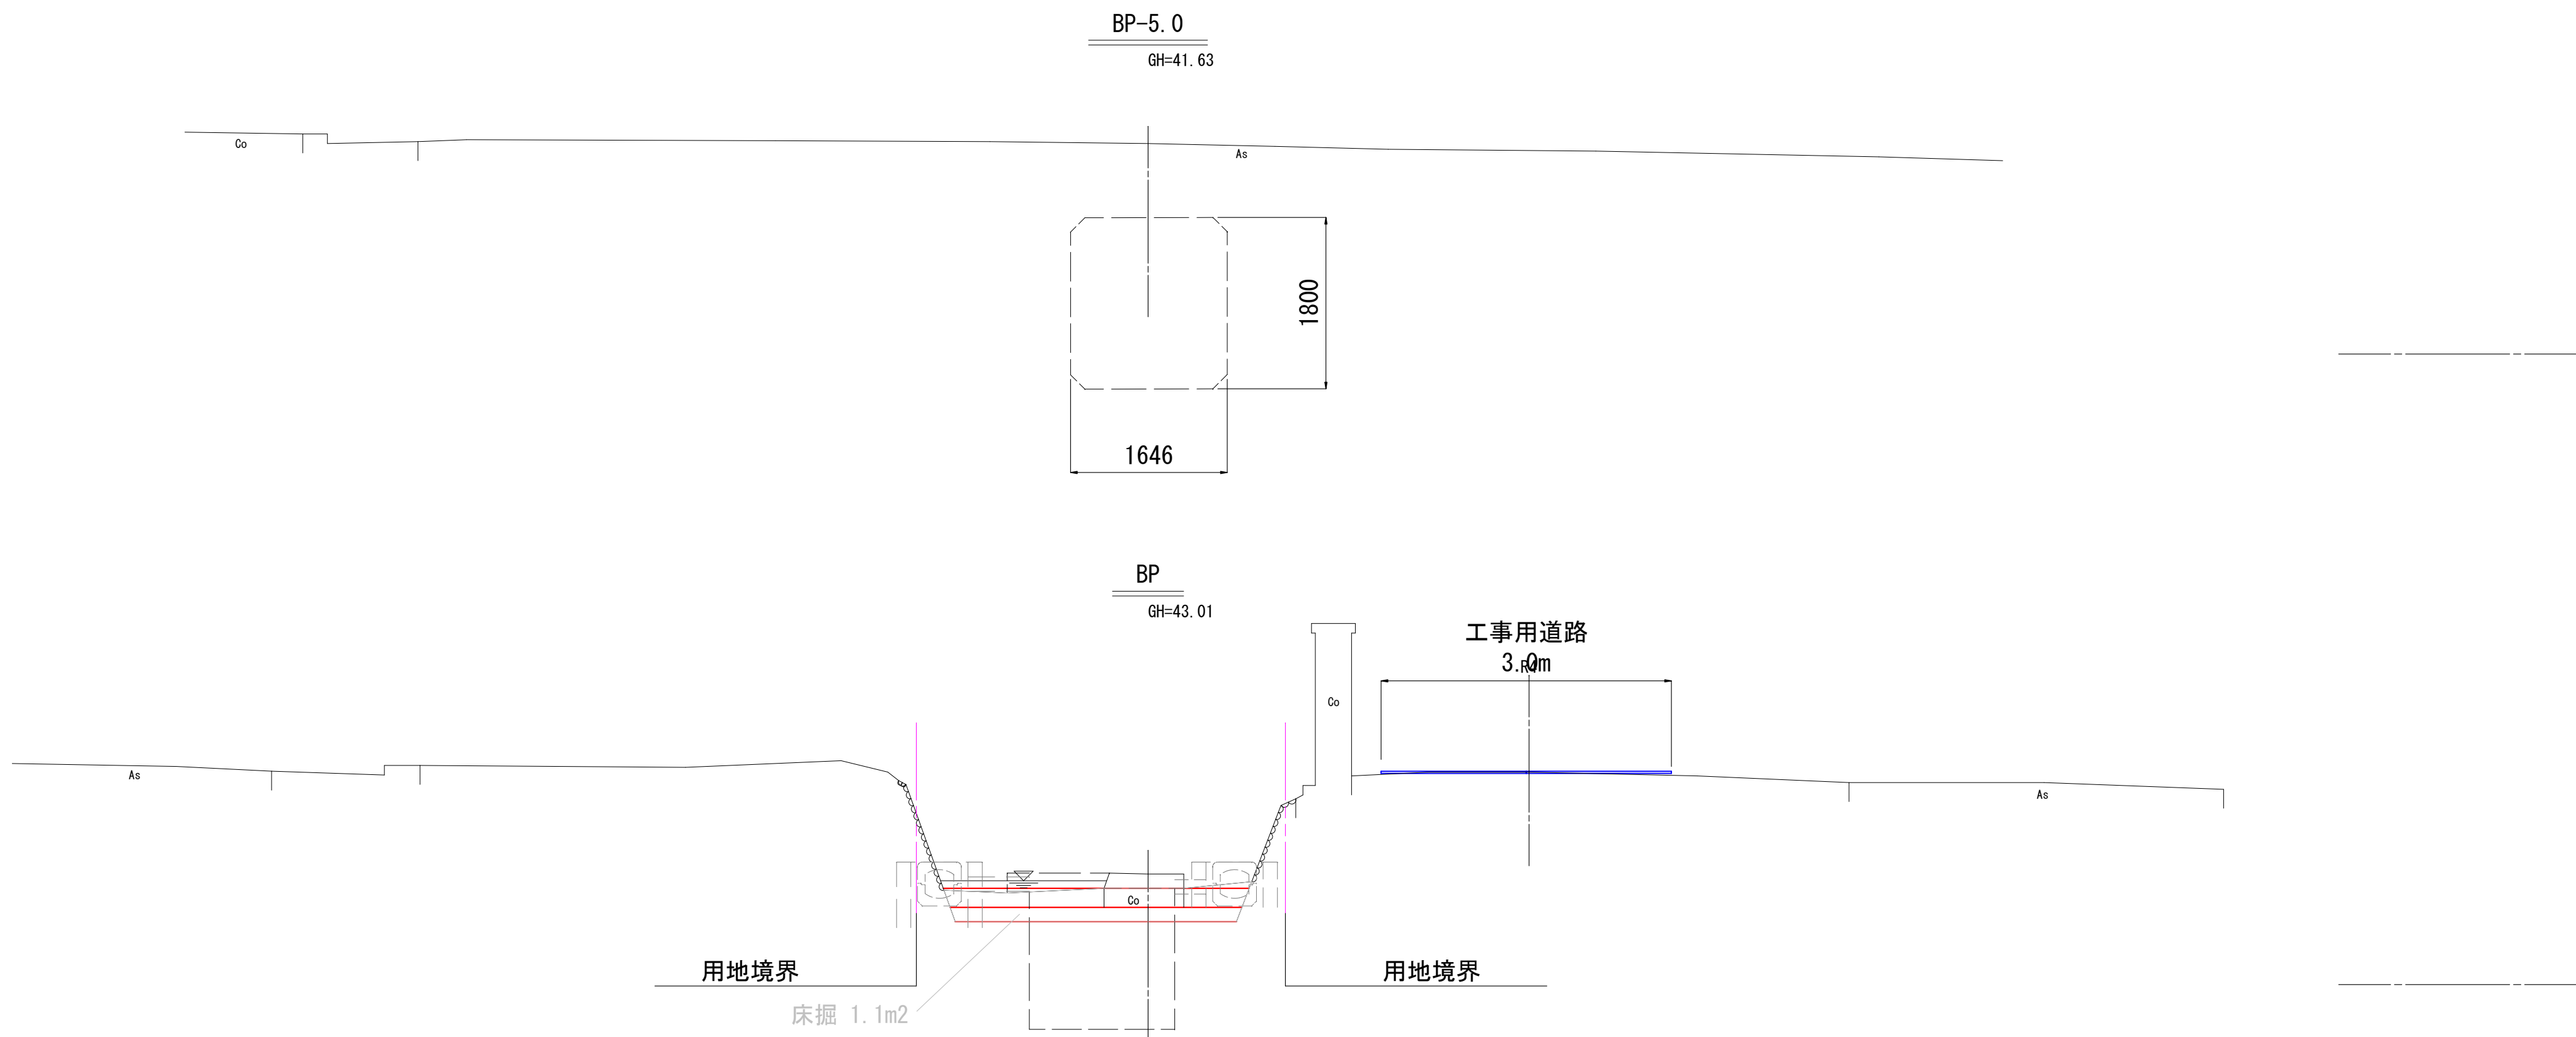 BP-5.0
GH=41.63
Co
As
1800
1646
BP
GH=43.01
工事用道路
3.0m
R4
Co
As
As
Co
用地境界
用地境界
床掘 1.1m2